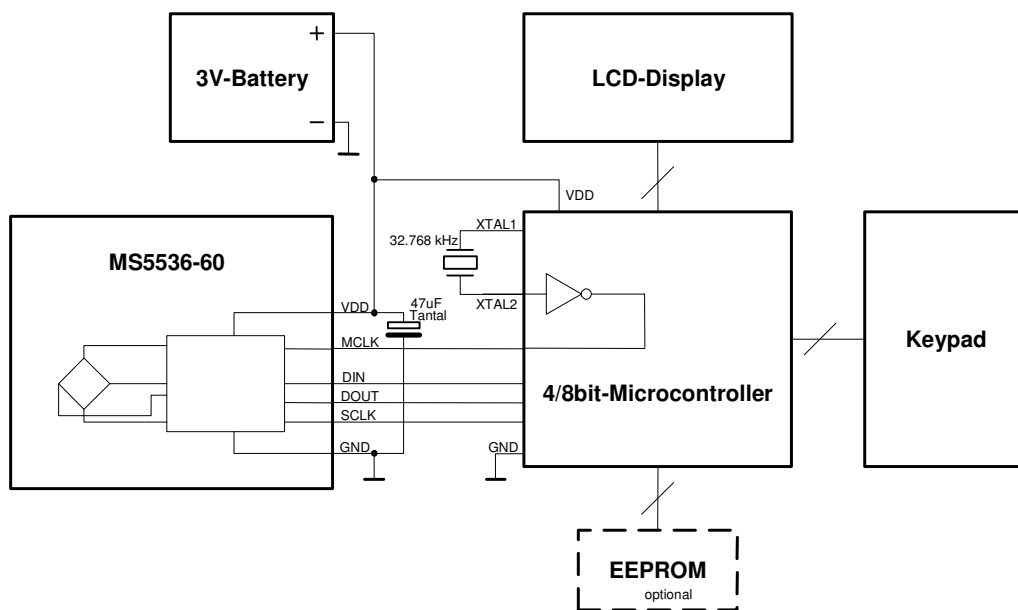 +
3V-Battery
−
LCD-Display
VDD
MS5536-60
XTAL1
32.768 kHz
XTAL2
VDD
47uF
Tantal
MCLK
DIN
DOUT
SCLK
GND
4/8bit-Microcontroller
GND
Keypad
EEPROM
optional